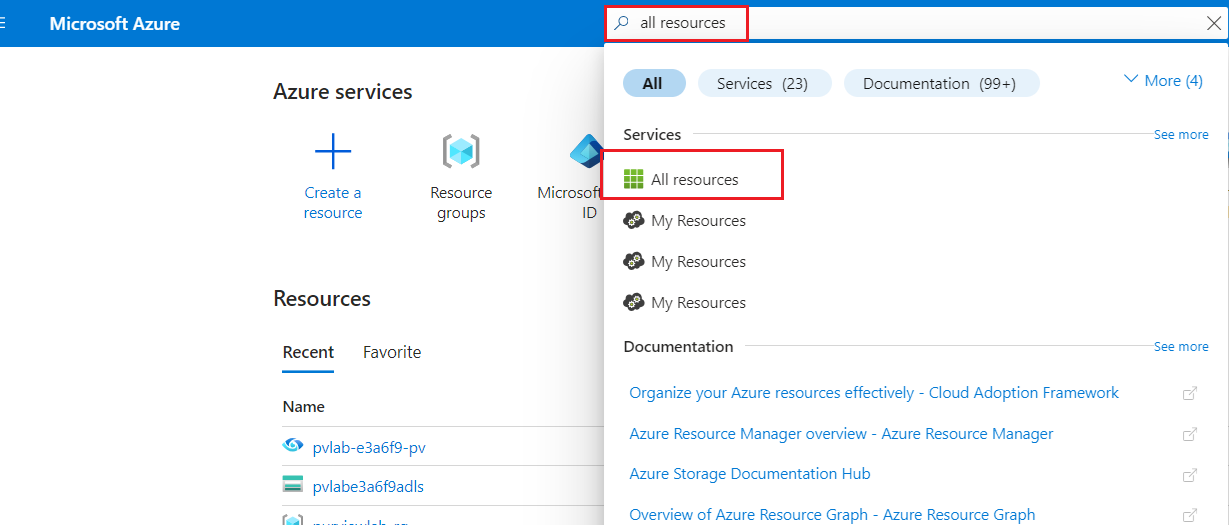 Microsoft Azure
all resources
All
Services (23)
Documentation (99+)
More (4)
Azure services
Services
See more
Create a
resource
Resource
groups
Microsoft
ID
All resources
My Resources
My Resources
My Resources
Resources
Documentation
See more
Recent
Favorite
Organize your Azure resources effectively - Cloud Adoption Framework
Name
Azure Resource Manager overview - Azure Resource Manager
pvlab-e3a6f9-pv
Azure Storage Documentation Hub
pvlabe3a6f9adls
Overview of Azure Resource Graph - Azure Resource Graph